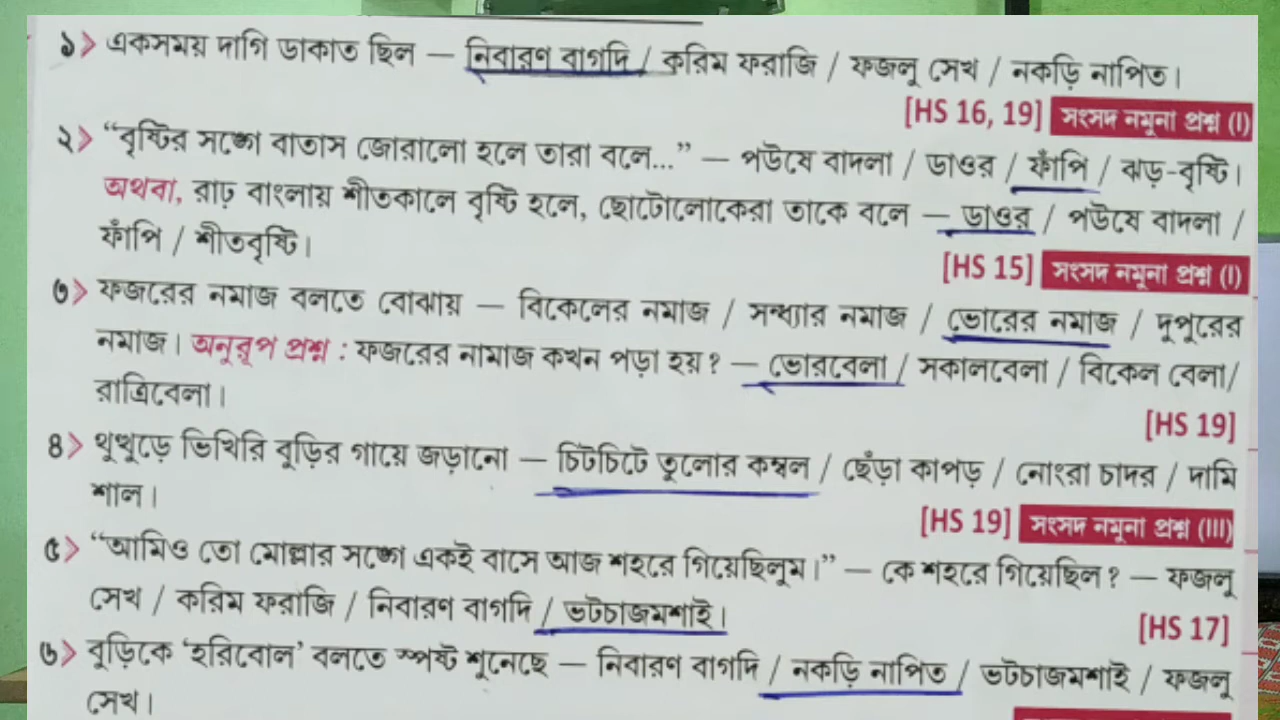 ১> একসময় দাগি ডাকাত ছিল — নিবারণ বাগদি / করিম ফরাজি / ফজলু সেখ / নকড়ি নাপিত।
[HS 16, 19] সংসদ নমুনা প্রশ্ন (I)
২> “বৃষ্টির সঙ্গে বাতাস জোরালো হলে তারা বলে...” — পউষে বাদলা / ডাওর / ফাঁপি / ঝড়-বৃষ্টি।
অথবা, রাঢ় বাংলায় শীতকালে বৃষ্টি হলে, ছোটোলোকেরা তাকে বলে — ডাওর / পউষে বাদলা /
ফাঁপি / শীতবৃষ্টি।
[HS 15] সংসদ নমুনা প্রশ্ন (I)
৩> ফজরের নমাজ বলতে বোঝায় — বিকেলের নমাজ / সন্ধ্যার নমাজ / ভোরের নমাজ / দুপুরের
নমাজ। অনুরূপ প্রশ্ন : ফজরের নামাজ কখন পড়া হয়? — ভোরবেলা / সকালবেলা / বিকেল বেলা/
রাত্রিবেলা।
[HS 19]
৪> থুথুড়ে ভিখিরি বুড়ির গায়ে জড়ানো — চিটচিটে তুলোর কম্বল / ছেঁড়া কাপড় / নোংরা চাদর / দামি
শাল।
[HS 19] সংসদ নমুনা প্রশ্ন (III)
৫> “আমিও তো মোল্লার সঙ্গে একই বাসে আজ শহরে গিয়েছিলুম।” — কে শহরে গিয়েছিল? — ফজলু
সেখ / করিম ফরাজি / নিবারণ বাগদি / ভটচাজমশাই।
[HS 17]
৬> বুড়িকে ‘হরিবোল’ বলতে স্পষ্ট শুনেছে — নিবারণ বাগদি / নকড়ি নাপিত / ভটচাজমশাই / ফজলু
সেখ।